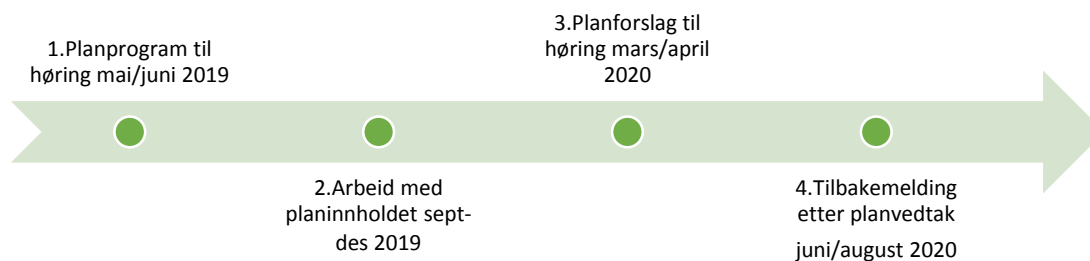 1.Planprogram til
høring mai/juni 2019
2.Arbeid med
planinnholdet sept-
des 2019
3.Planforslag til
høring mars/april
2020
4.Tilbakemelding
etter planvedtak
juni/august 2020